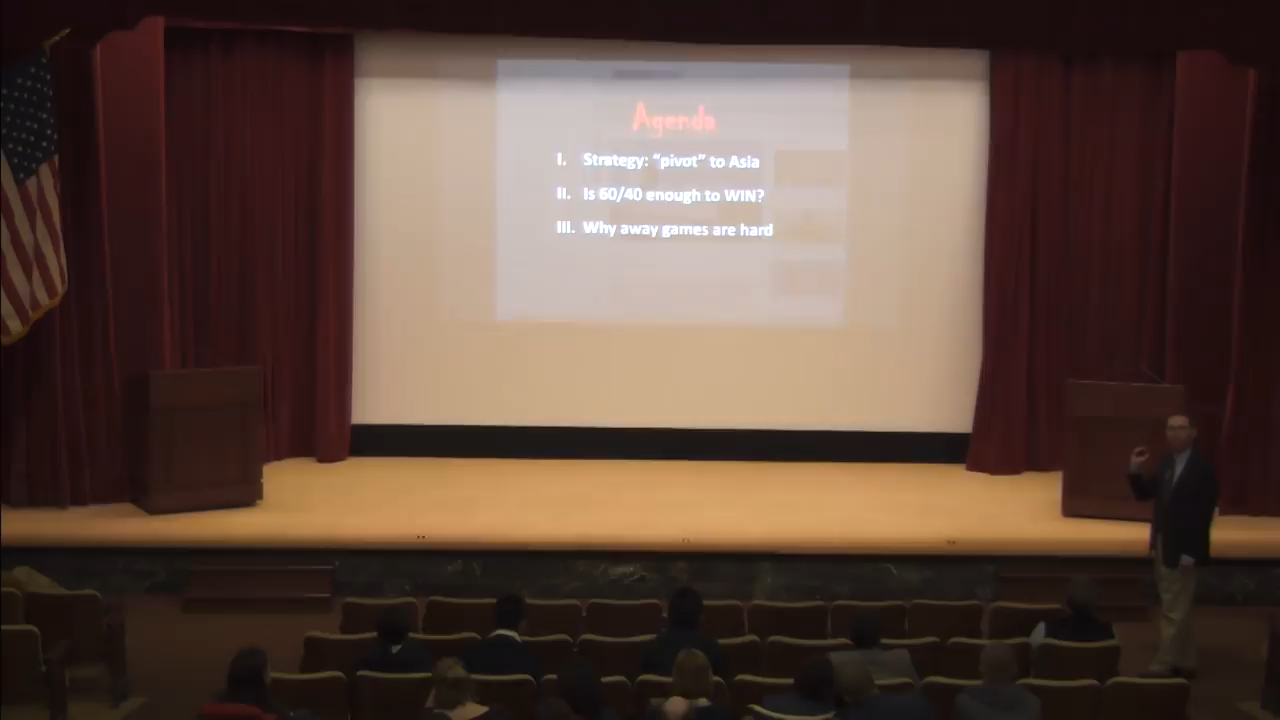 Agenda
I. Strategy: "pivot" to Asia
II. Is 60/40 enough to WIN?
III. Why away games are hard